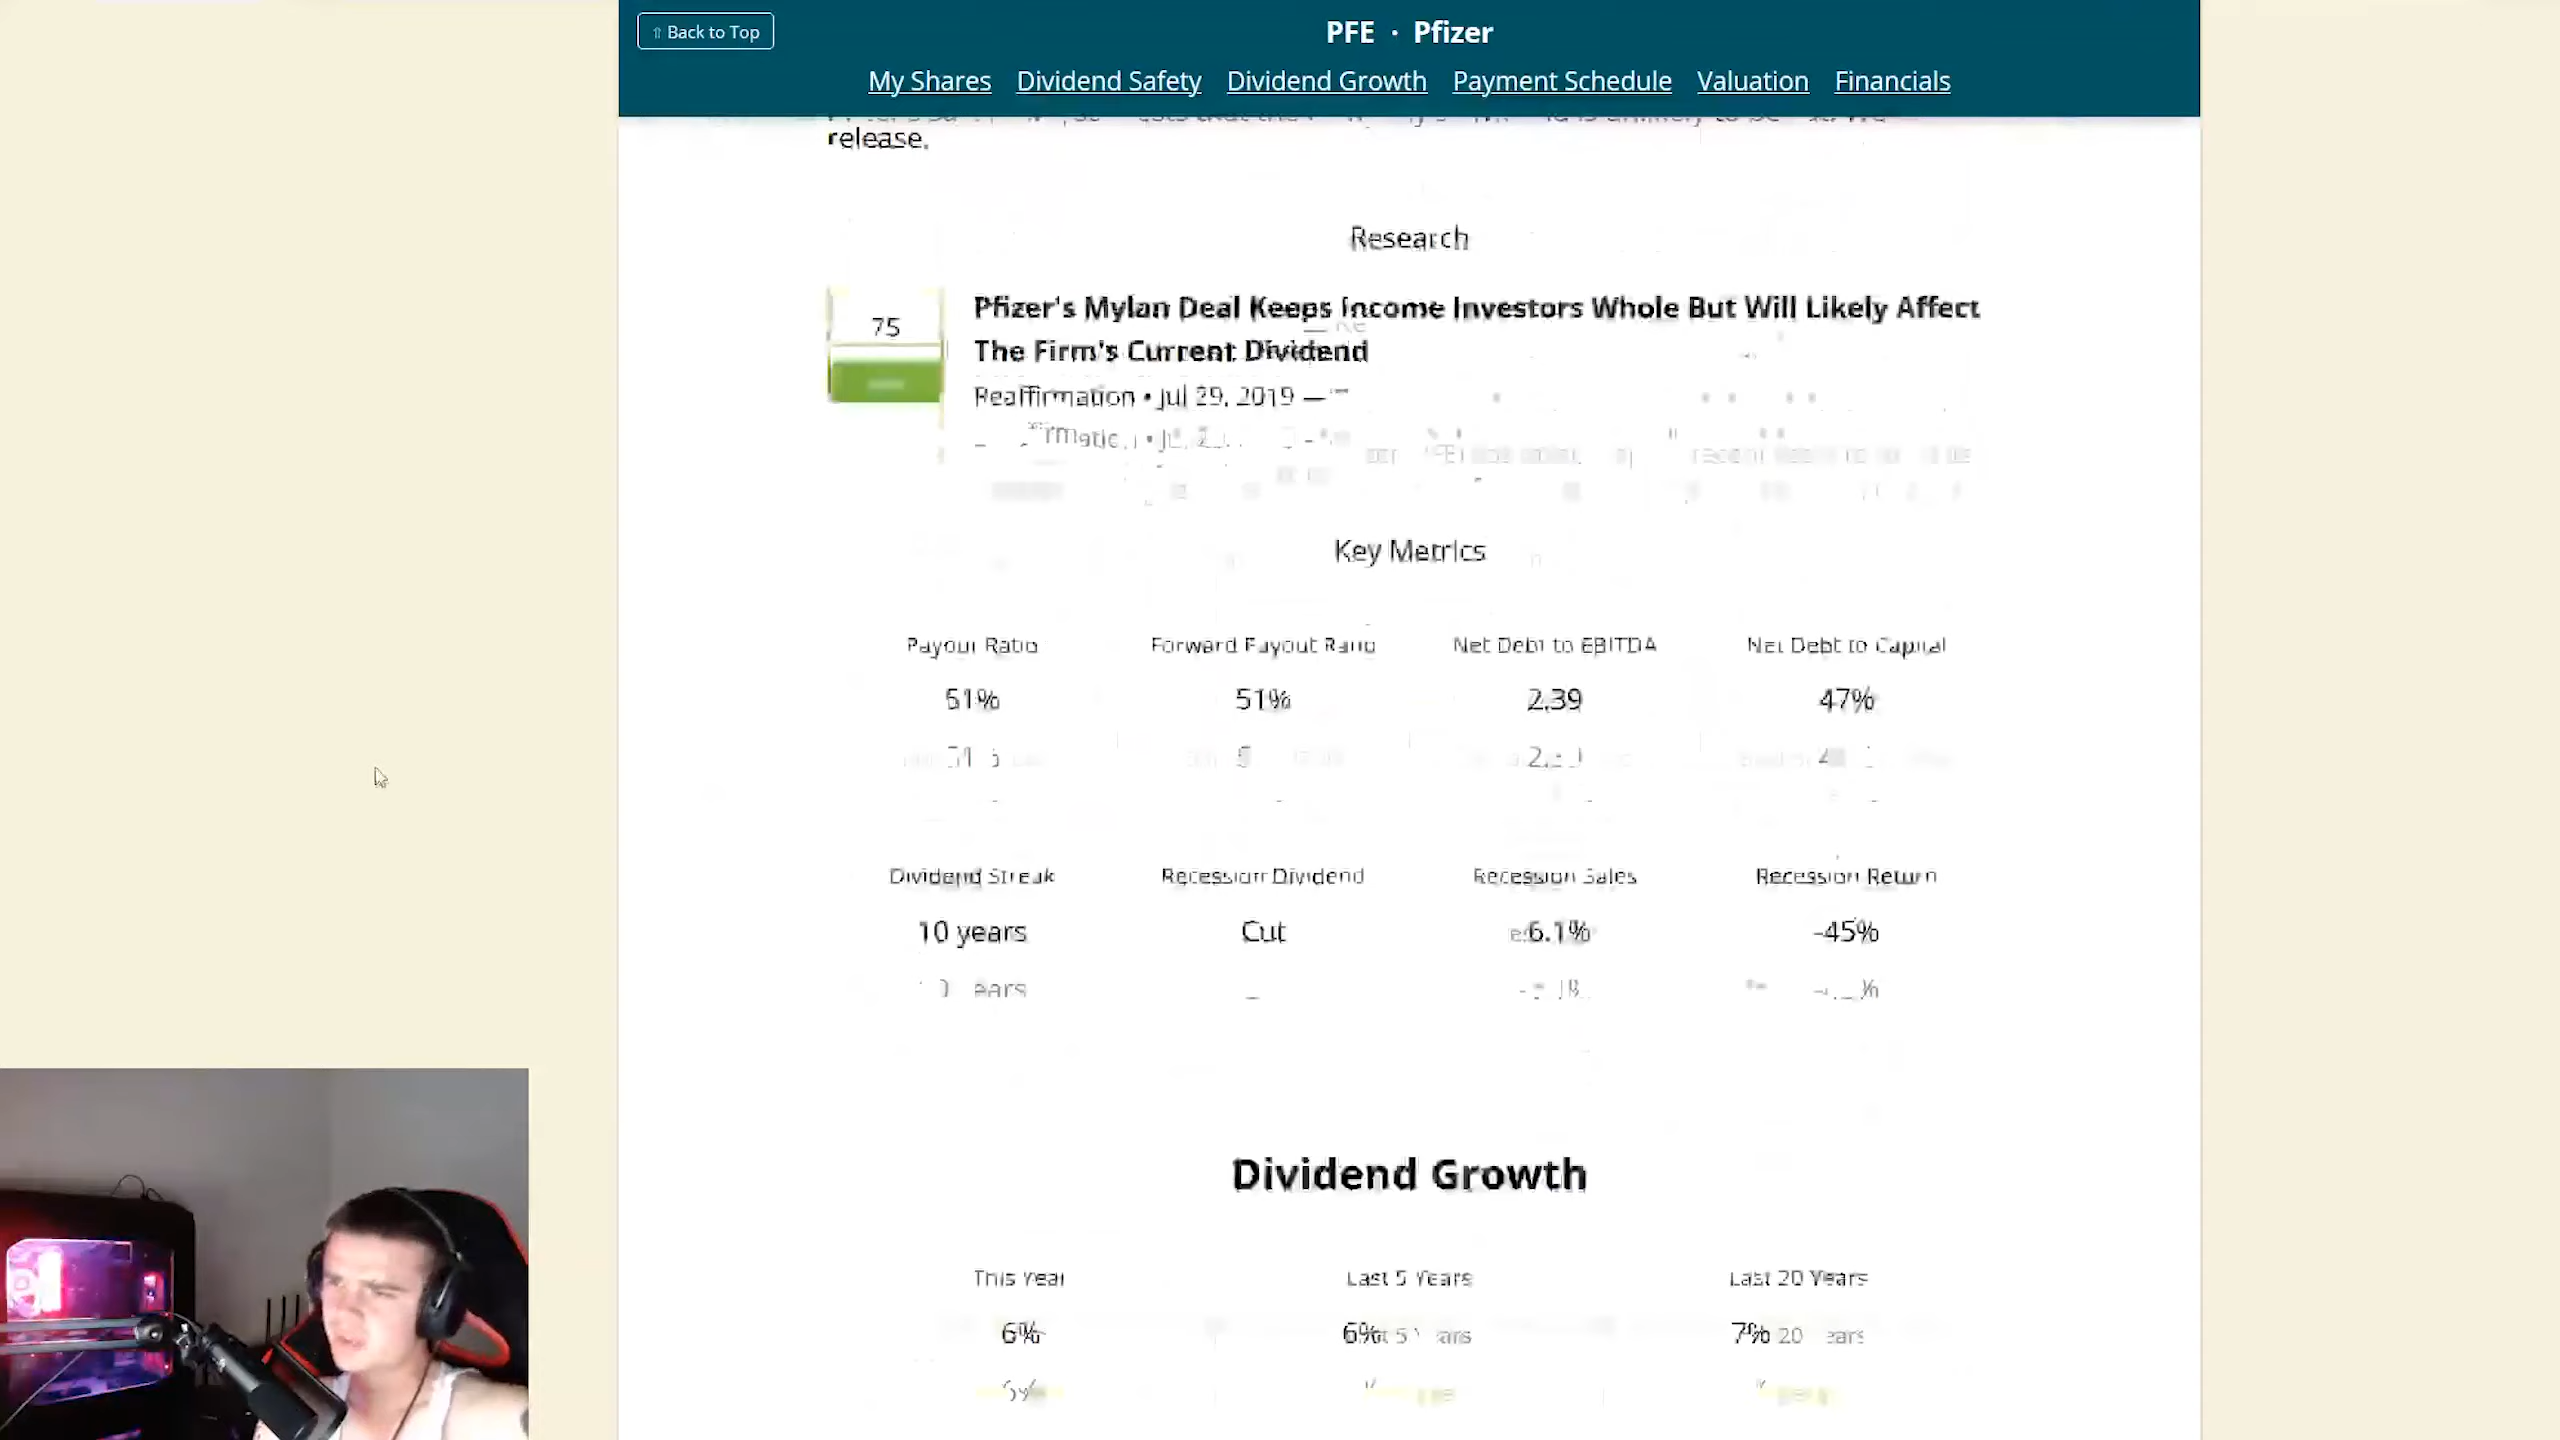 ⇧ Back to Top
PFE · Pfizer
My Shares Dividend Safety Dividend Growth Payment Schedule Valuation Financials
release.
Research
75
Pfizer's Mylan Deal Keeps Income Investors Whole But Will Likely Affect
The Firm's Current Dividend
Reaffirmation • Jul 29, 2019 —
Key Metrics
Payout Ratio Forward Payout Ratio Net Debt to EBITDA Net Debt to Capital
51% 51% 2.39 47%
Dividend Streak Recession Dividend Recession Sales Recession Return
10 years Cut -6.1% -45%
Dividend Growth
This Year Last 5 Years Last 20 Years
6% 6% 7%